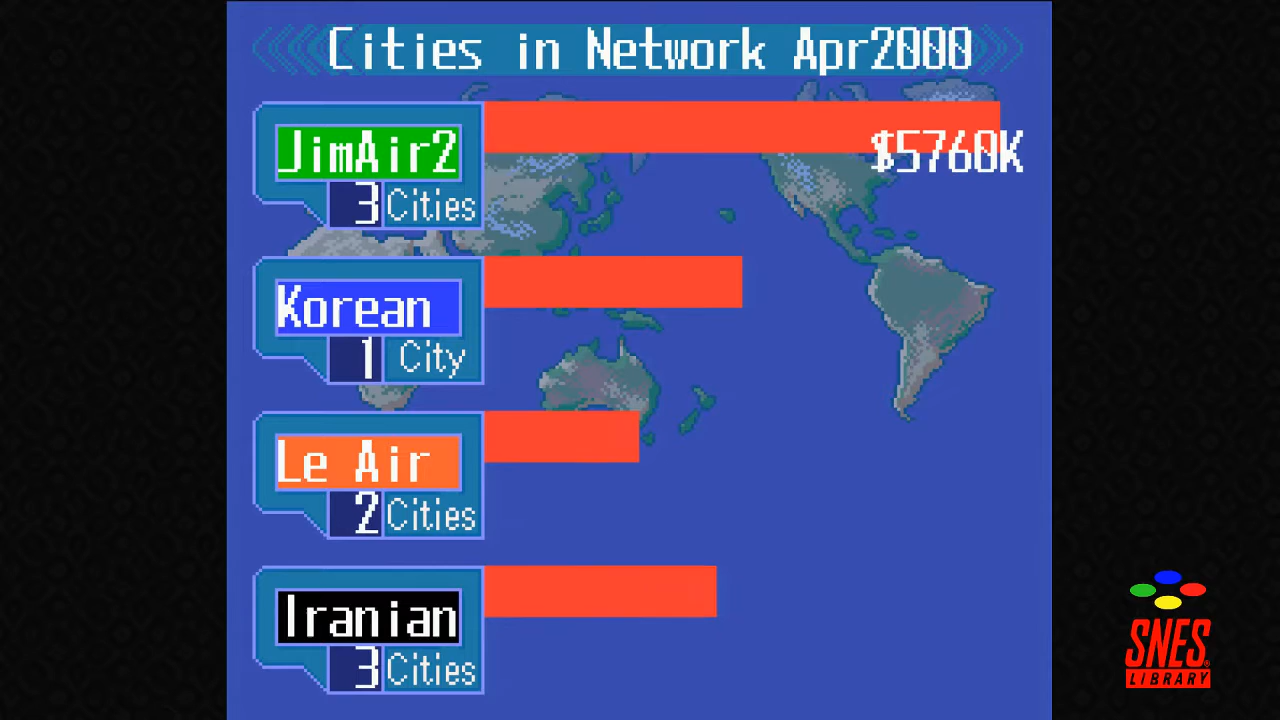 Cities in Network Apr2000
JimAir2
$5760K
3 Cities
Korean
1 City
Le Air
2 Cities
Iranian
3 Cities
SNES
LIBRARY